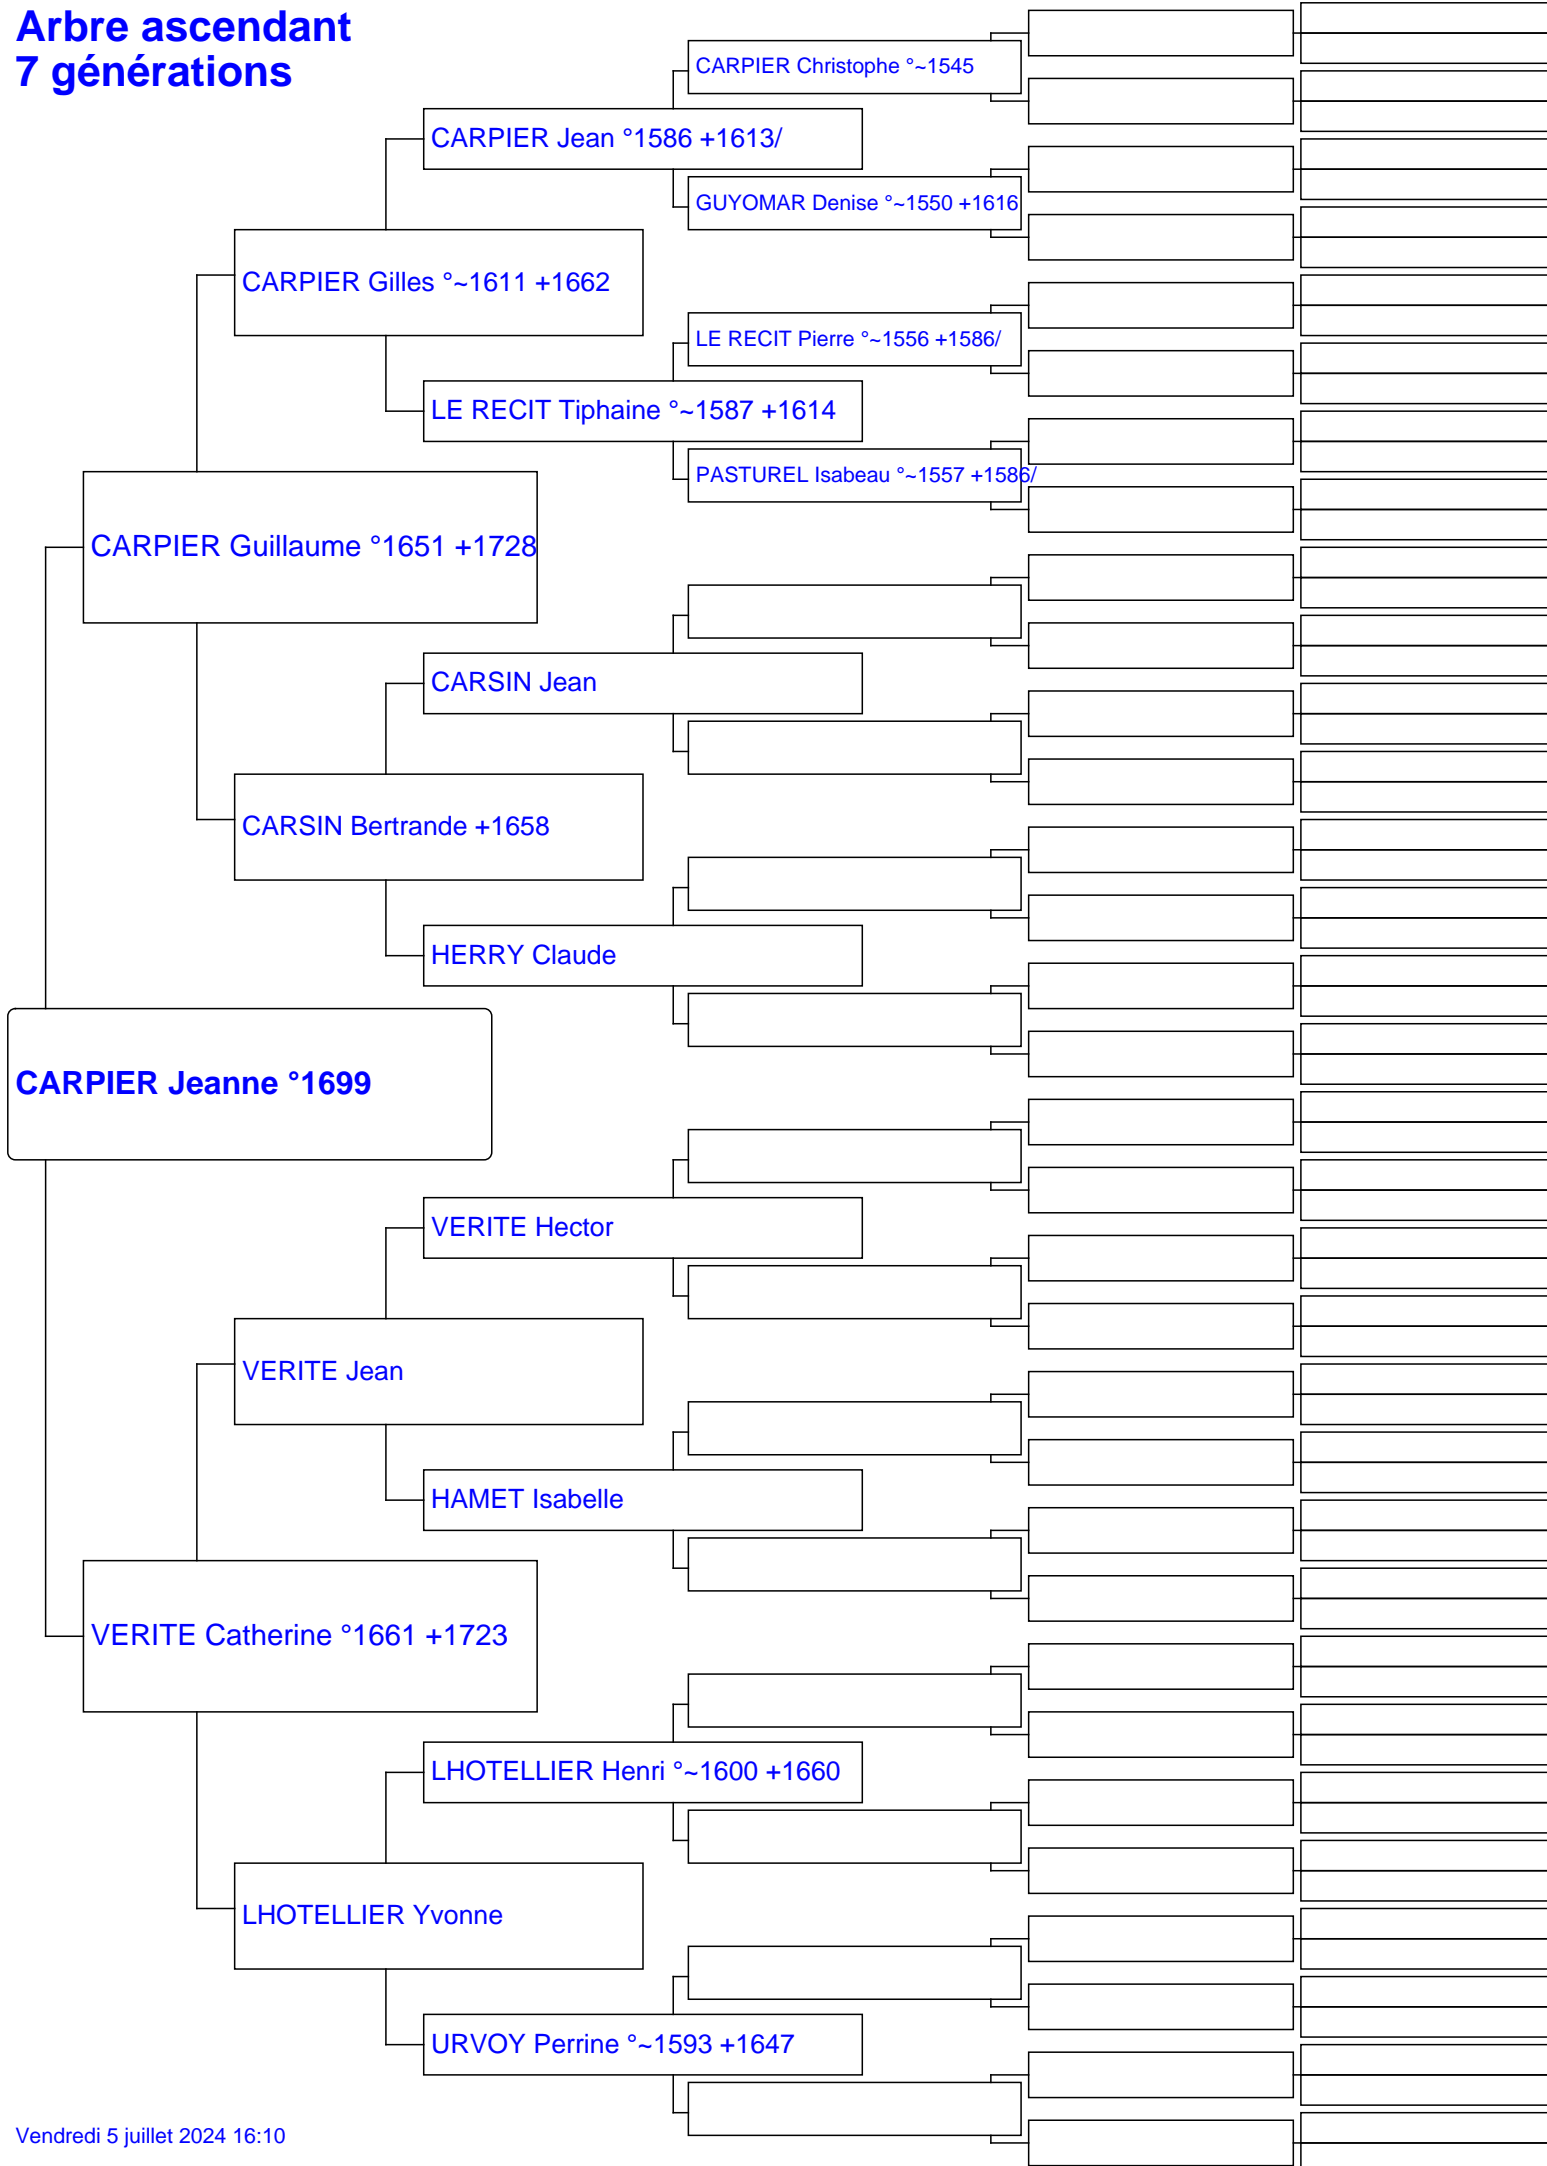 Arbre ascendant
7 générations
CARPIER Christophe °~1545
CARPIER Jean °1586 +1613/
GUYOMAR Denise °~1550 +1616
CARPIER Gilles °~1611 +1662
LE RECIT Pierre °~1556 +1586/
LE RECIT Tiphaine °~1587 +1614
PASTUREL Isabeau °~1557 +1586/
CARPIER Guillaume °1651 +1728
CARSIN Jean
CARSIN Bertrande +1658
HERRY Claude
CARPIER Jeanne °1699
VERITE Hector
VERITE Jean
HAMET Isabelle
VERITE Catherine °1661 +1723
LHOTELLIER Henri °~1600 +1660
LHOTELLIER Yvonne
URVOY Perrine °~1593 +1647
Vendredi 5 juillet 2024 16:10